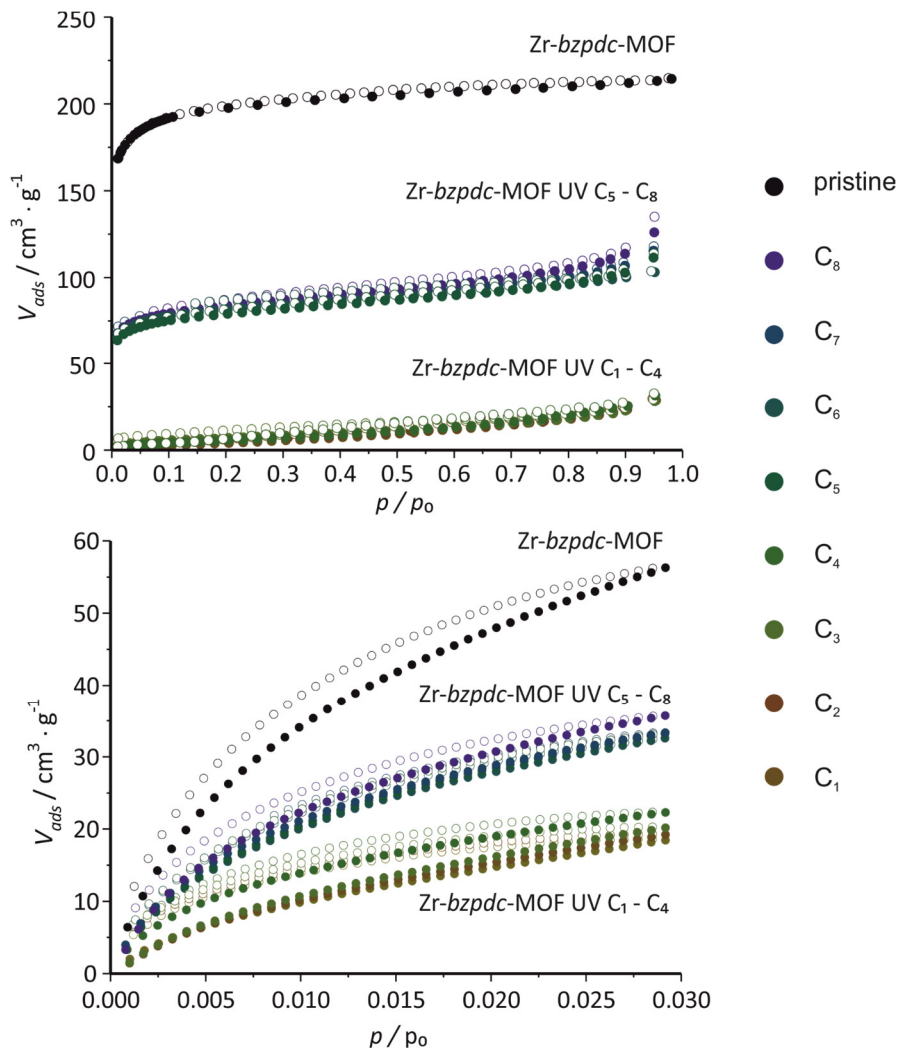 250
200
150
100
50
0
V_ads / cm³ · g⁻¹
Zr-bzpdc-MOF
Zr-bzpdc-MOF UV C₅ - C₈
Zr-bzpdc-MOF UV C₁ - C₄
0.0 0.1 0.2 0.3 0.4 0.5 0.6 0.7 0.8 0.9 1.0
p / p₀
60
50
40
30
20
10
0
V_ads / cm³ · g⁻¹
Zr-bzpdc-MOF
Zr-bzpdc-MOF UV C₅ - C₈
Zr-bzpdc-MOF UV C₁ - C₄
0.000 0.005 0.010 0.015 0.020 0.025 0.030
p / p₀
pristine
C₈
C₇
C₆
C₅
C₄
C₃
C₂
C₁